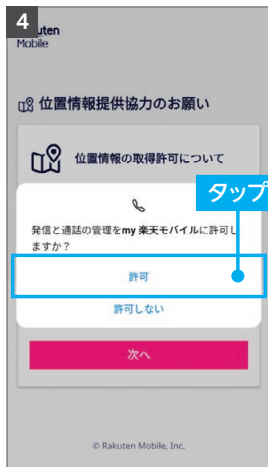 4
uten
Mobile
位置情報提供協力のお願い
位置情報の取得許可について
タップ
発信と通話の管理をmy 楽天モバイルに許可し
ますか？
許可
許可しない
次へ
© Rakuten Mobile, Inc.